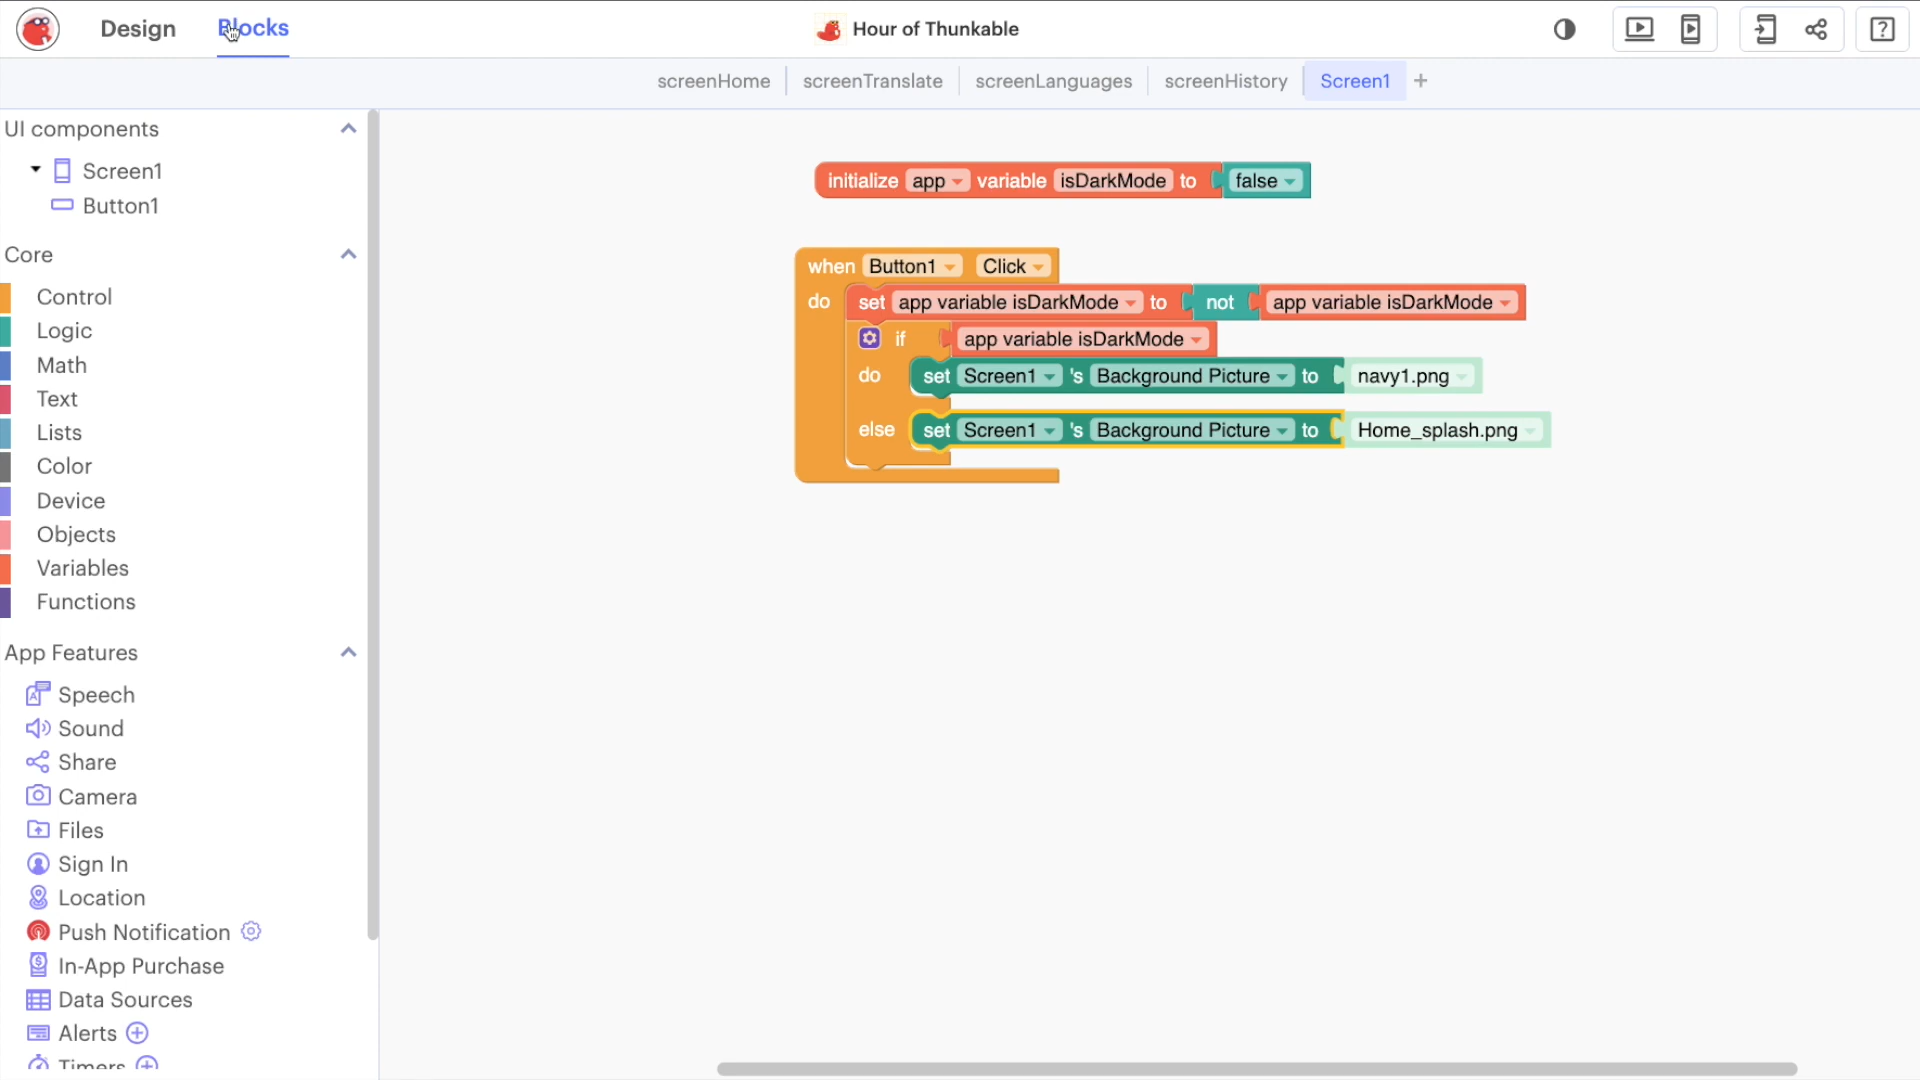 Design Blocks Hour of Thunkable
screenHome screenTranslate screenLanguages screenHistory Screen1 +
UI components
Screen1
Button1
Core
Control
Logic
Math
Text
Lists
Color
Device
Objects
Variables
Functions
App Features
Speech
Sound
Share
Camera
Files
Sign In
Location
Push Notification
In-App Purchase
Data Sources
Alerts
Timers
initialize app variable isDarkMode to false
when Button1 Click
do set app variable isDarkMode to not app variable isDarkMode
if app variable isDarkMode
do set Screen1 's Background Picture to navy1.png
else set Screen1 's Background Picture to Home_splash.png